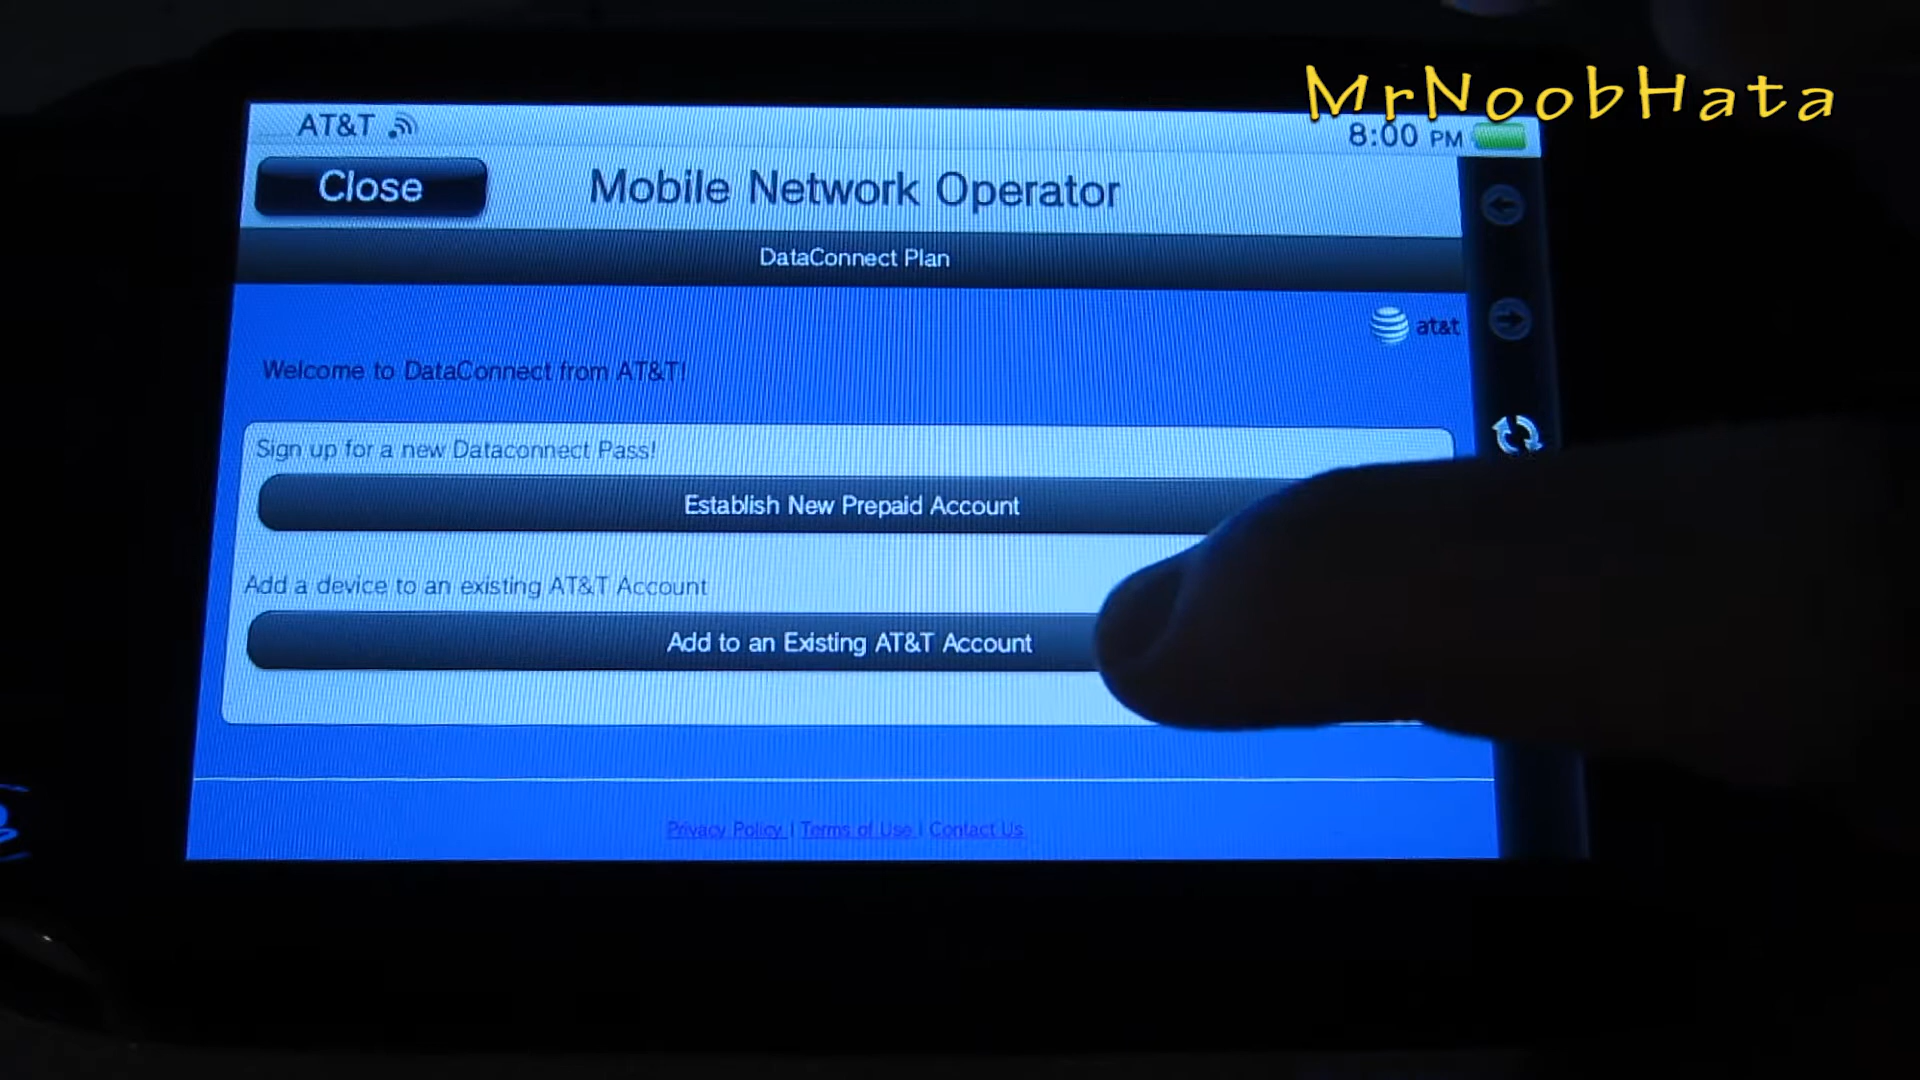 MrNoobHata
AT&T
8:00 PM
Close
Mobile Network Operator
DataConnect Plan
at&t
Welcome to DataConnect from AT&T!
Sign up for a new Dataconnect Pass!
Establish New Prepaid Account
Add a device to an existing AT&T Account
Add to an Existing AT&T Account
Privacy Policy | Terms of Use | Contact Us